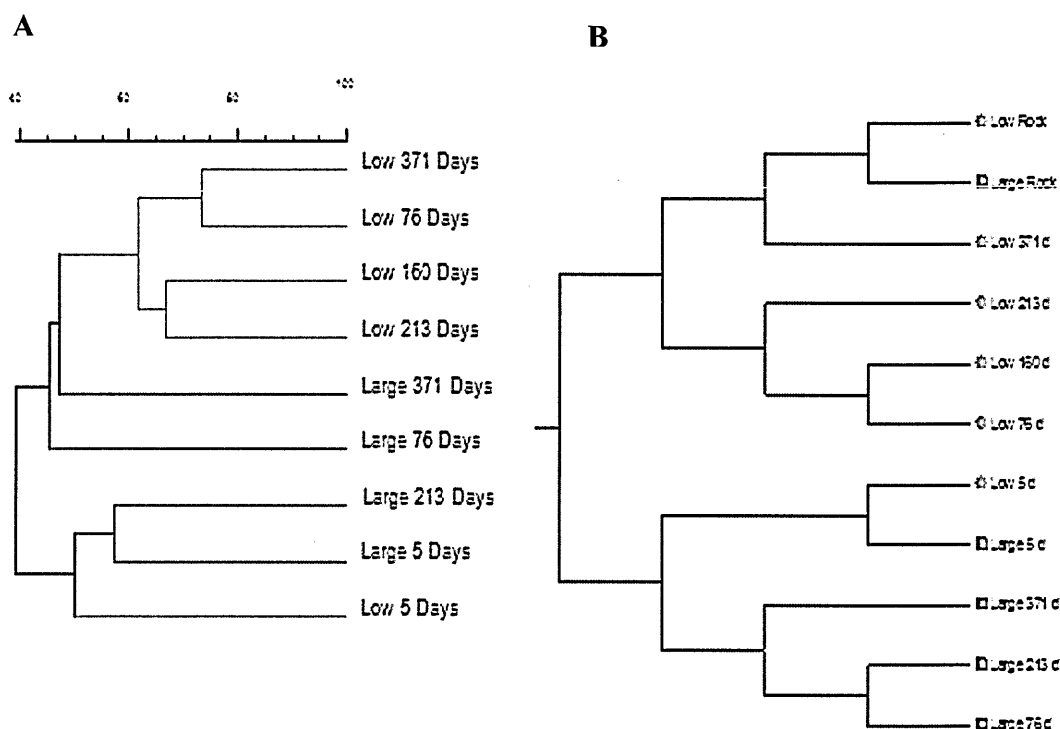 A
B
40 60 80 100
Low 371 Days
Low 76 Days
Low 160 Days
Low 213 Days
Large 371 Days
Large 76 Days
Large 213 Days
Large 5 Days
Low 5 Days
Low Rock
Large Rock
Low 371 d
Low 213 d
Low 160 d
Low 76 d
Low 5 d
Large 5 d
Large 371 d
Large 213 d
Large 76 d